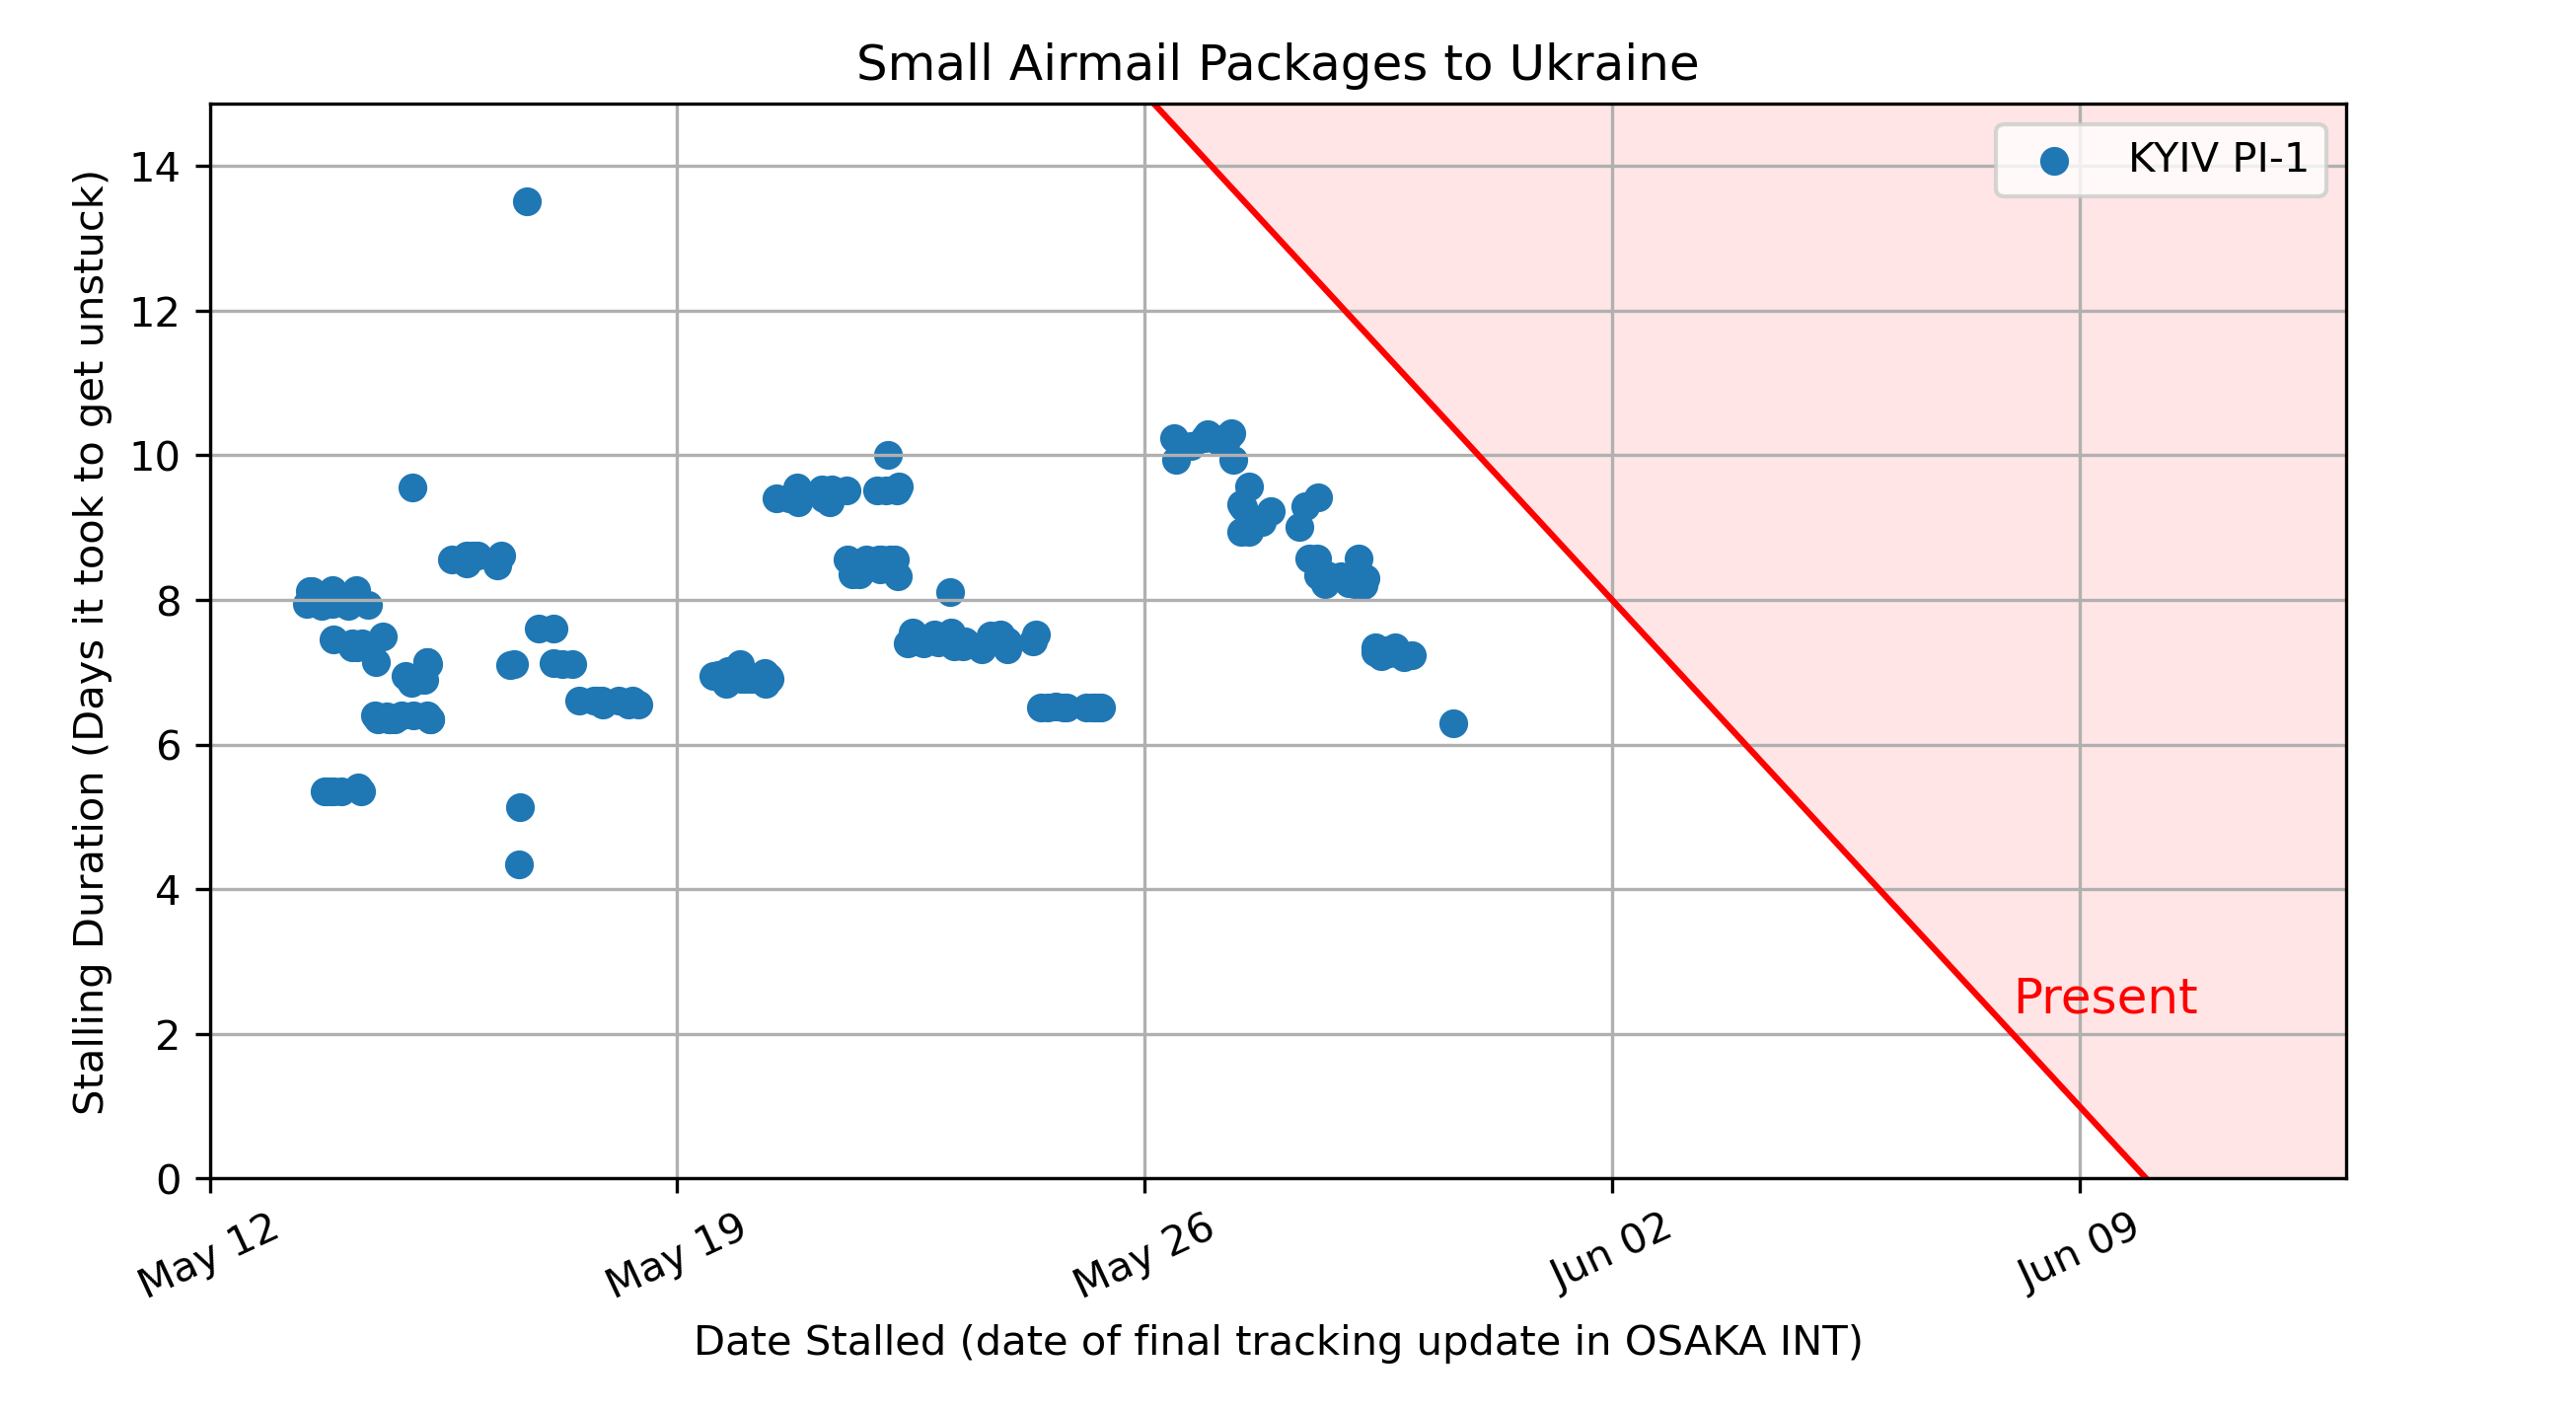 Small Airmail Packages to Ukraine
Stalling Duration (Days it took to get unstuck)
14
12
10
8
6
4
2
0
KYIV PI-1
Present
May 12
May 19
May 26
Jun 02
Jun 09
Date Stalled (date of final tracking update in OSAKA INT)